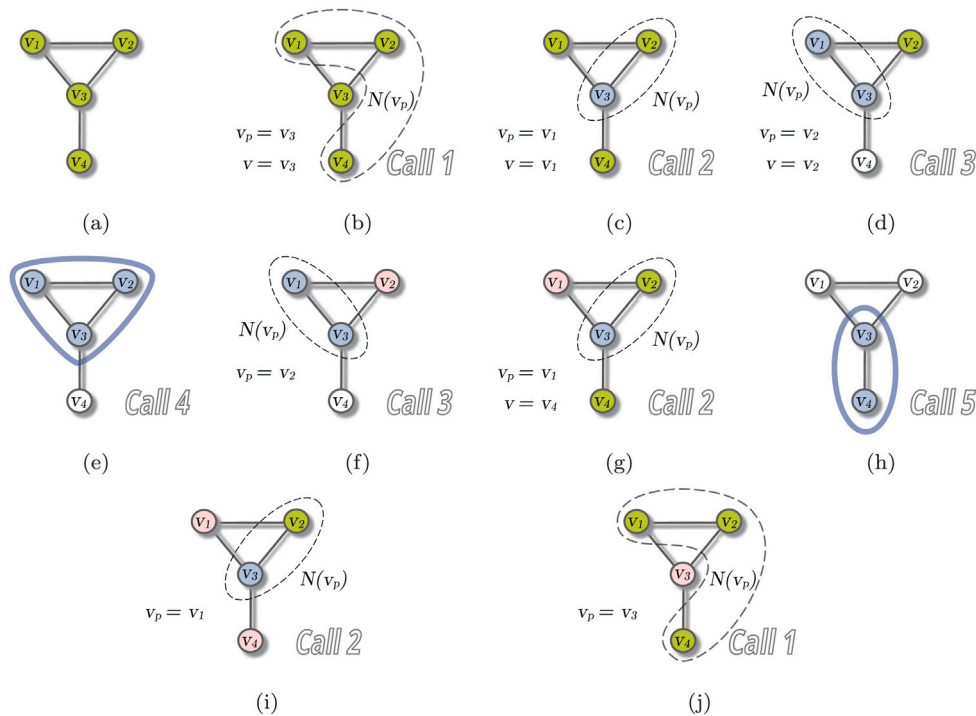 v1 v2 v3 v4
(a)
v1 v2 v3 v4 N(vp)
vp = v3
v = v3
Call 1
(b)
v1 v2 v3 v4 N(vp)
vp = v1
v = v1
Call 2
(c)
v1 v2 v3 v4 N(vp)
vp = v2
v = v2
Call 3
(d)
v1 v2 v3 v4
Call 4
(e)
v1 v2 v3 v4 N(vp)
vp = v2
Call 3
(f)
v1 v2 v3 v4 N(vp)
vp = v1
v = v4
Call 2
(g)
v1 v2 v3 v4
Call 5
(h)
v1 v2 v3 v4 N(vp)
vp = v1
Call 2
(i)
v1 v2 v3 v4 N(vp)
vp = v3
Call 1
(j)